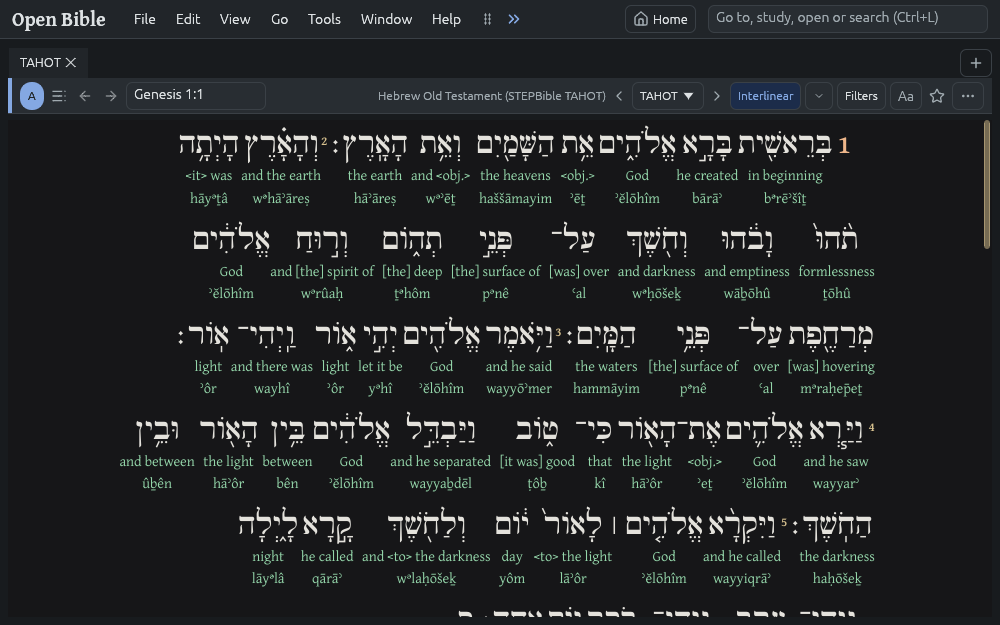 Open Bible File Edit View Go Tools Window Help Home Go to, study, open or search (Ctrl+L)
TAHOT
A Genesis 1:1 Hebrew Old Testament (STEPBible TAHOT) TAHOT Interlinear Filters Aa
1 בְּרֵאשִׁ֖ית בָּרָ֣א אֱלֹהִ֑ים אֵ֥ת הַשָּׁמַ֖יִם וְאֵ֥ת הָאָֽרֶץ׃ 2 וְהָאָ֗רֶץ הָיְתָ֥ה
<it> was and the earth the earth and <obj.> the heavens <obj.> God he created in beginning
hāyᵊṯâ wᵊhāʾāreṣ hāʾāreṣ wᵊʾēṯ haššāmayim ʾēṯ ʾĕlōhîm bārāʾ bᵊrēʾšîṯ
תֹ֙הוּ֙ וָבֹ֔הוּ וְחֹ֖שֶׁךְ עַל־ פְּנֵ֣י תְה֑וֹם וְר֣וּחַ אֱלֹהִ֔ים
God and [the] spirit of [the] deep [the] surface of [was] over and darkness and emptiness formlessness
ʾĕlōhîm wᵊrûaḥ ṯᵊhôm pᵊnê ʿal wᵊḥōšeḵ wāḇōhû ṯōhû
מְרַחֶ֖פֶת עַל־ פְּנֵ֥י הַמָּֽיִם׃ 3 וַיֹּ֥אמֶר אֱלֹהִ֖ים יְהִ֣י א֑וֹר וַֽיְהִי־ אֽוֹר׃
light and there was light let it be God and he said the waters [the] surface of over [was] hovering
ʾôr wayhî ʾôr yᵊhî ʾĕlōhîm wayyōʾmer hammāyim pᵊnê ʿal mᵊraḥep̄eṯ
4 וַיַּ֧רְא אֱלֹהִ֛ים אֶת־הָא֖וֹר כִּי־ ט֑וֹב וַיַּבְדֵּ֣ל אֱלֹהִ֔ים בֵּ֥ין הָא֖וֹר וּבֵ֥ין
and between the light between God and he separated [it was] good that the light <obj.> God and he saw
ûḇên hāʾôr bên ʾĕlōhîm wayyaḇdēl ṭôḇ kî hāʾôr ʾeṯ ʾĕlōhîm wayyarʾ
הַחֹֽשֶׁךְ׃ 5 וַיִּקְרָ֨א אֱלֹהִ֤ים ׀ לָאוֹר֙ י֔וֹם וְלַחֹ֖שֶׁךְ קָ֣רָא לָ֑יְלָה
night he called and <to> the darkness day <to> the light God and he called the darkness
lāyᵊlâ qārāʾ wᵊlaḥōšeḵ yôm lāʾôr ʾĕlōhîm wayyiqrāʾ haḥōšeḵ